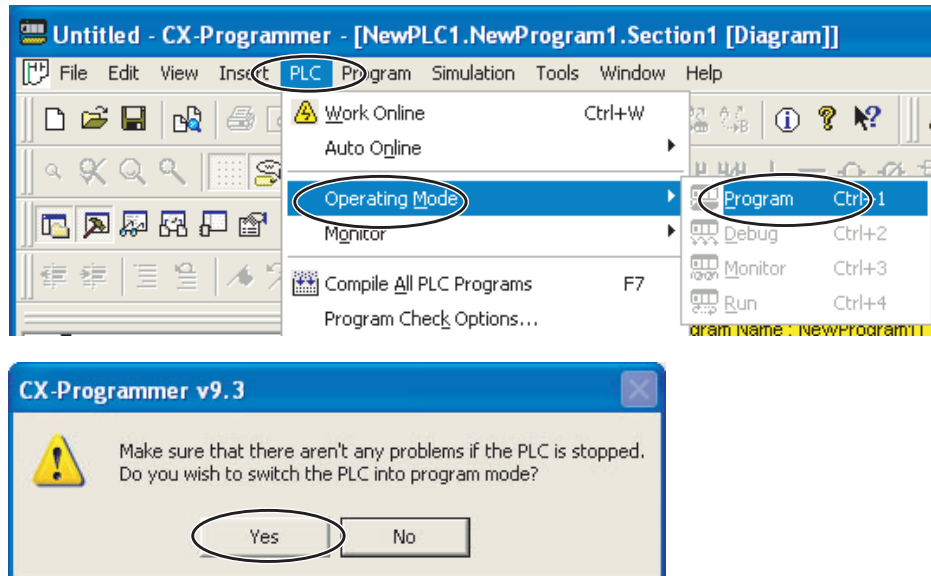 Untitled - CX-Programmer - [NewPLC1.NewProgram1.Section1 [Diagram]]
File Edit View Insert PLC Program Simulation Tools Window Help
Work Online Ctrl+W
Auto Online
Operating Mode
Monitor
Compile All PLC Programs F7
Program Check Options...
Program Ctrl+1
Debug Ctrl+2
Monitor Ctrl+3
Run Ctrl+4
gram Name : NewProgram1]
CX-Programmer v9.3
Make sure that there aren't any problems if the PLC is stopped.
Do you wish to switch the PLC into program mode?
Yes No